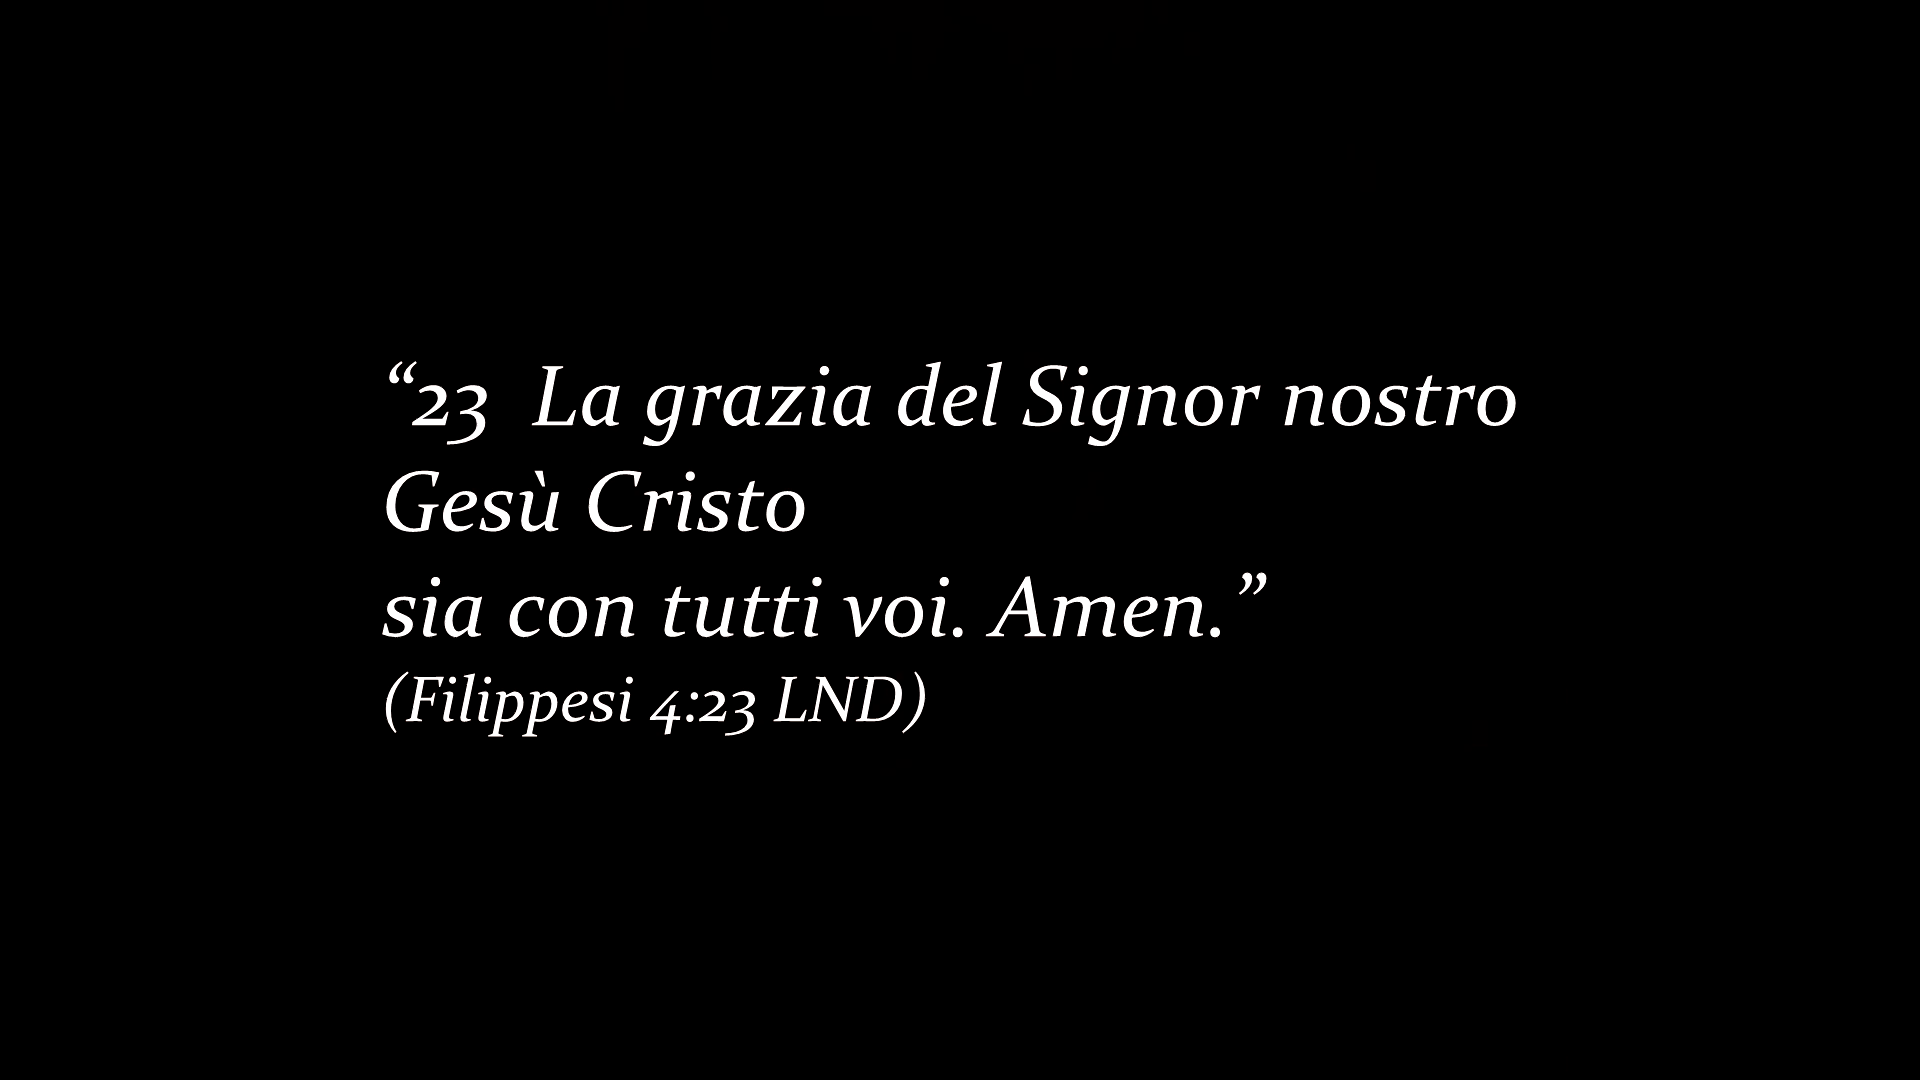 “23  La grazia del Signor nostro
Gesù Cristo
sia con tutti voi. Amen.”
(Filippesi 4:23 LND)